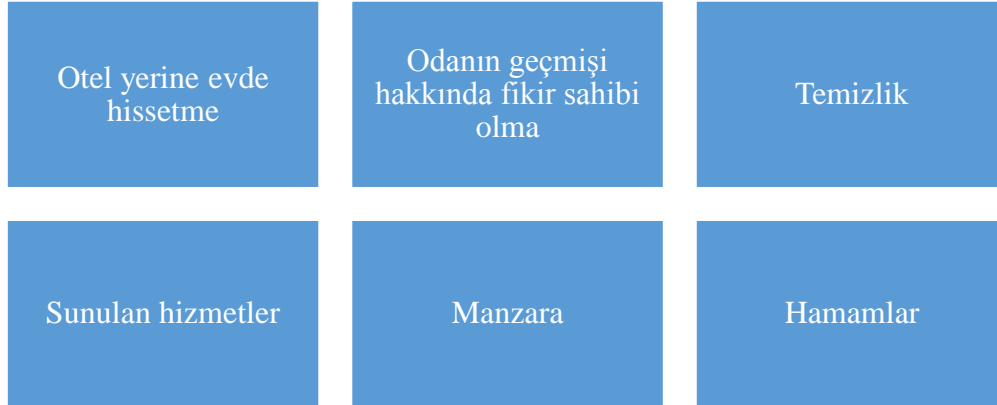 Otel yerine evde
hissetme
Odanın geçmişi
hakkında fikir sahibi
olma
Temizlik
Sunulan hizmetler
Manzara
Hamamlar